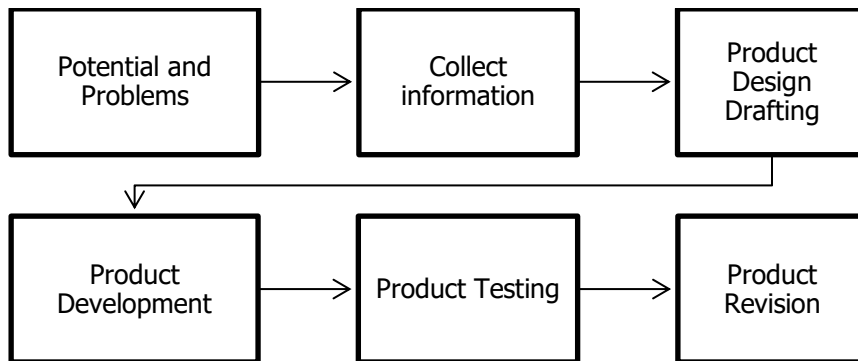 Potential and
Problems
Collect
information
Product
Design
Drafting
Product
Development
Product Testing
Product
Revision